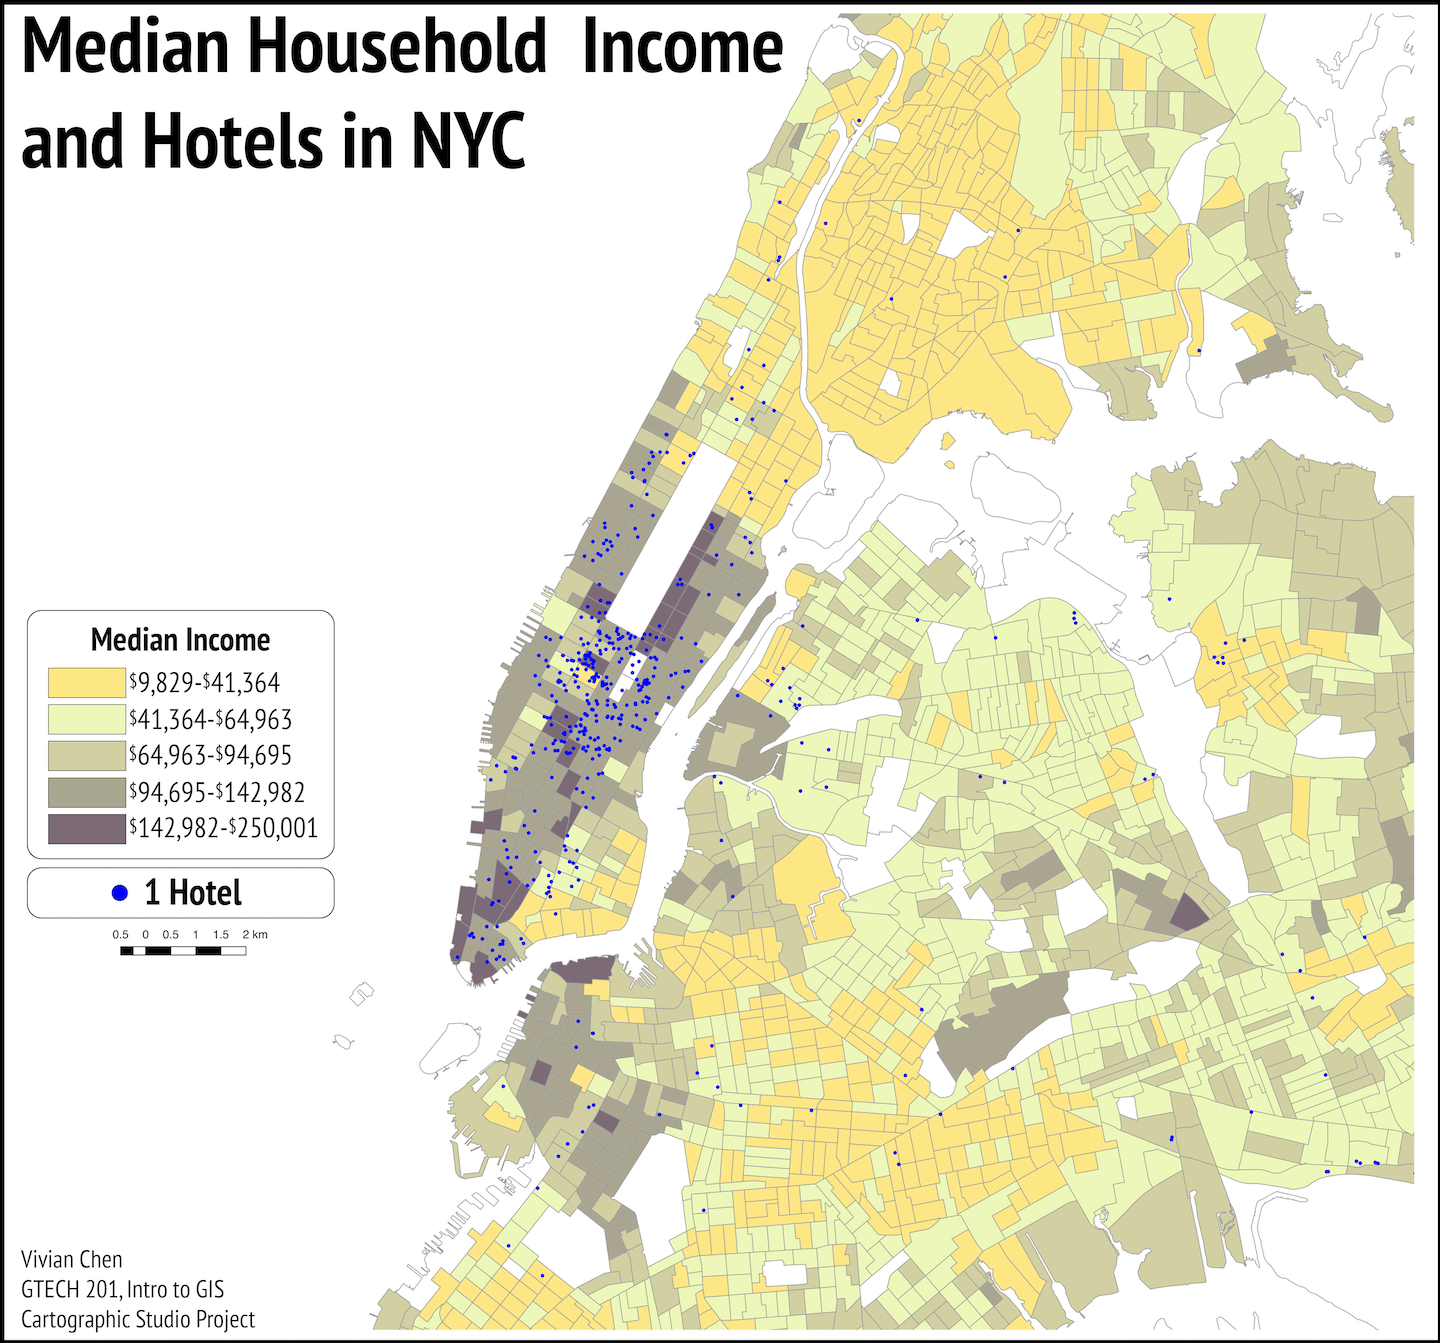 Median Household Income
and Hotels in NYC
Median Income
$9,829-$41,364
$41,364-$64,963
$64,963-$94,695
$94,695-$142,982
$142,982-$250,001
1 Hotel
0.5 0 0.5 1 1.5 2 km
Vivian Chen
GTECH 201, Intro to GIS
Cartographic Studio Project